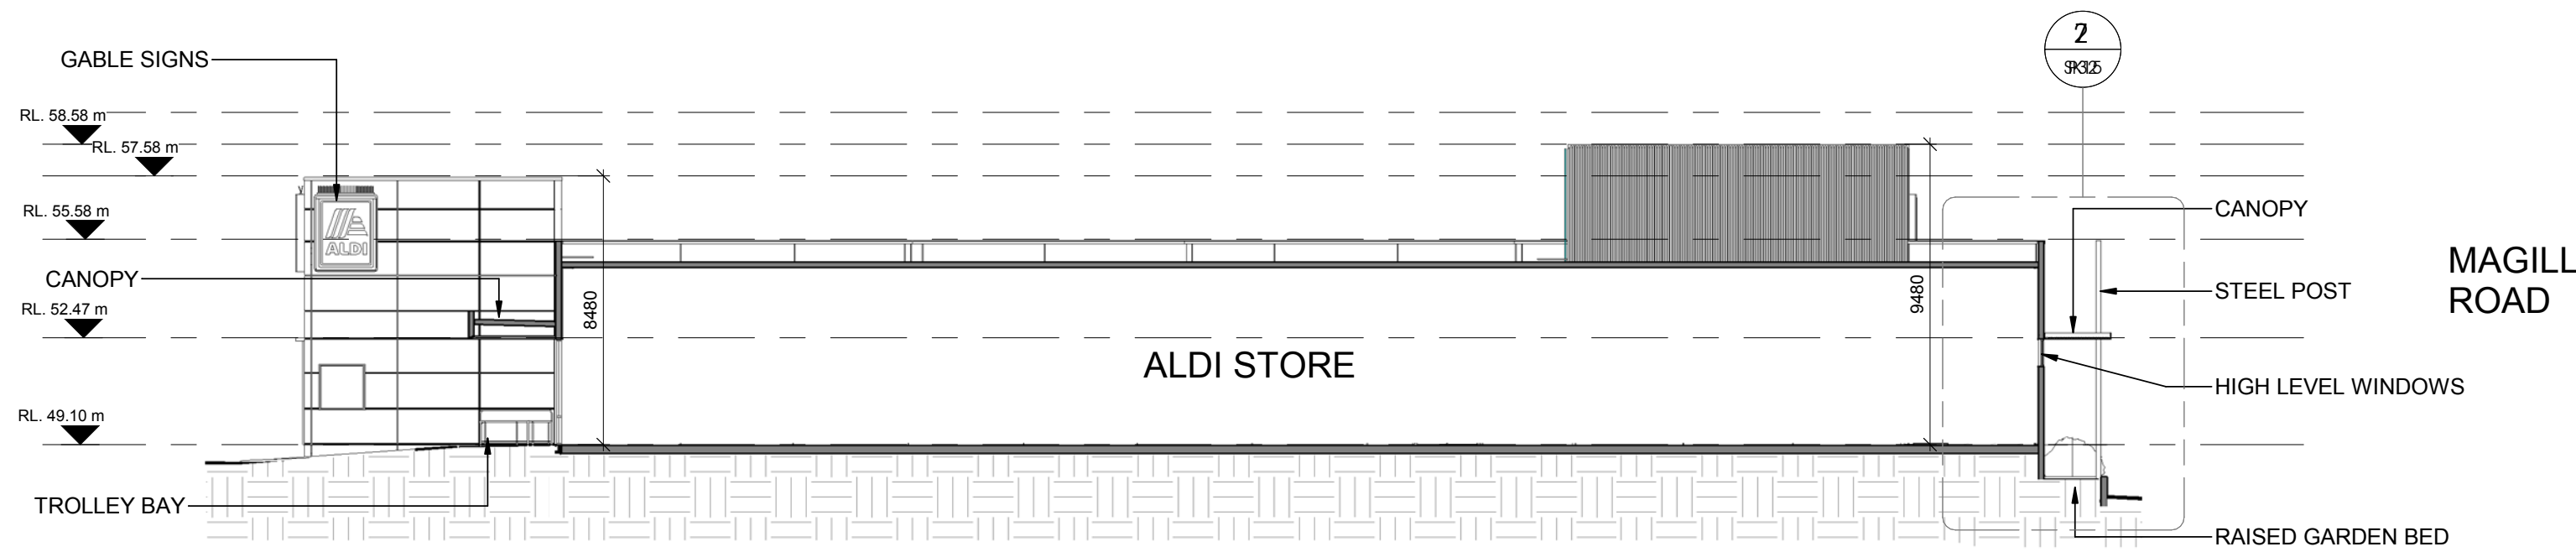 GABLE SIGNS
2
RL. 58.58 m
RL. 57.58 m
RL. 55.58 m
CANOPY
RL. 52.47 m
RL. 49.10 m
TROLLEY BAY
ALDI
8480
ALDI STORE
9480
CANOPY
STEEL POST
HIGH LEVEL WINDOWS
RAISED GARDEN BED
MAGILL
ROAD